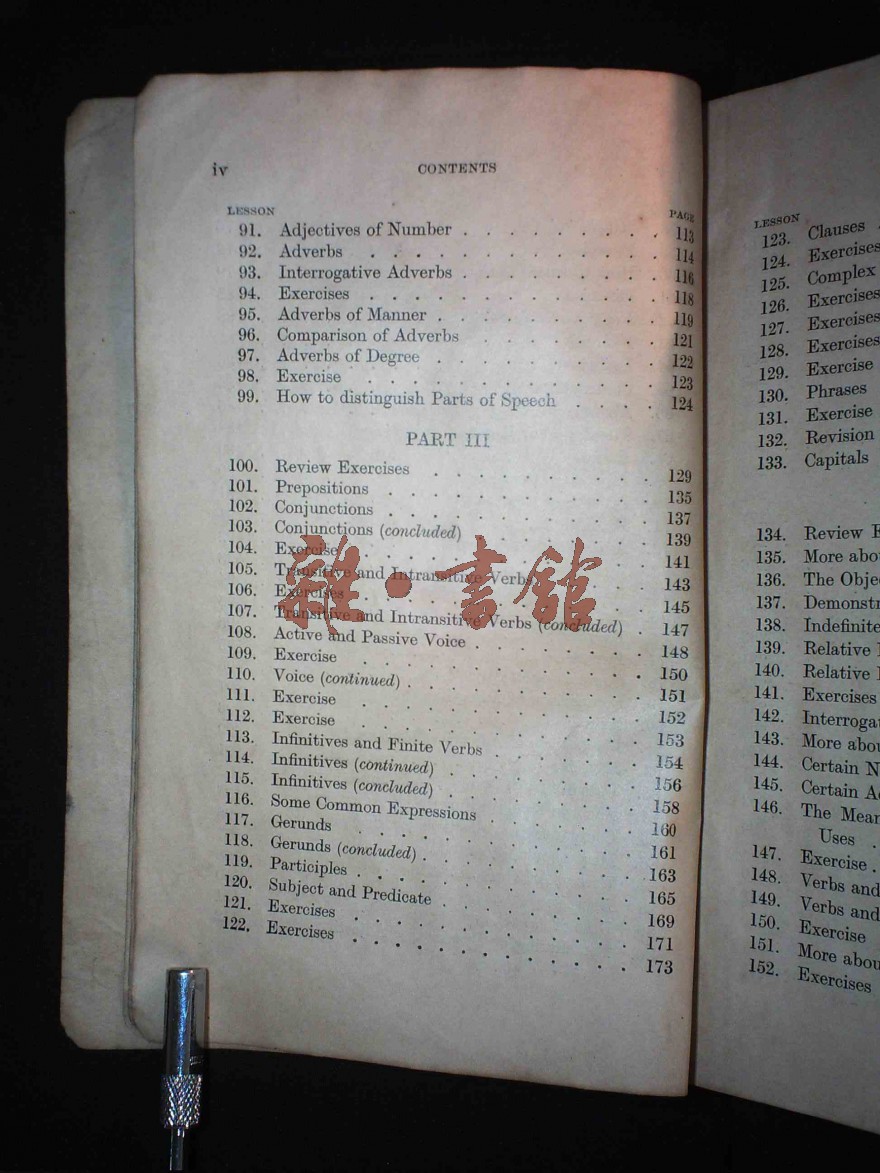 iv CONTENTS
LESSON PAGE
91. Adjectives of Number . . . . . . . . . 113
92. Adverbs . . . . . . . . . . . . . 114
93. Interrogative Adverbs . . . . . . . . . 116
94. Exercises . . . . . . . . . . . . . 118
95. Adverbs of Manner . . . . . . . . . . 119
96. Comparison of Adverbs . . . . . . . . 121
97. Adverbs of Degree . . . . . . . . . . 122
98. Exercise . . . . . . . . . . . . . 123
99. How to distinguish Parts of Speech . . . . 124
PART III
100. Review Exercises . . . . . . . . . . 129
101. Prepositions . . . . . . . . . . . . 135
102. Conjunctions . . . . . . . . . . . . 137
103. Conjunctions (concluded) . . . . . . . . 139
104. Exercise . . . . . . . . . . . . . 141
105. Transitive and Intransitive Verbs . . . . . 143
106. Exercises . . . . . . . . . . . . . 145
107. Transitive and Intransitive Verbs (concluded) . 147
108. Active and Passive Voice . . . . . . . . 148
109. Exercise . . . . . . . . . . . . . 150
110. Voice (continued) . . . . . . . . . . . 151
111. Exercise . . . . . . . . . . . . . 152
112. Exercise . . . . . . . . . . . . . 153
113. Infinitives and Finite Verbs . . . . . . . 154
114. Infinitives (continued) . . . . . . . . . 156
115. Infinitives (concluded) . . . . . . . . . 158
116. Some Common Expressions . . . . . . . 160
117. Gerunds . . . . . . . . . . . . . 161
118. Gerunds (concluded) . . . . . . . . . . 163
119. Participles . . . . . . . . . . . . . 165
120. Subject and Predicate . . . . . . . . . 169
121. Exercises . . . . . . . . . . . . . 171
122. Exercises . . . . . . . . . . . . . 173
雜·書館
LESSON
123. Clauses
124. Exercises
125. Complex
126. Exercises
127. Exercises
128. Exercises
129. Exercise
130. Phrases
131. Exercise
132. Revision
133. Capitals
134. Review
135. More
136. The
137.
138. Indefinite
139. Relative
140. Relative
141. Exercises
142.
143. More
144. Certain
145. Certain
146. The
Uses .
147. Exercise .
148. Verbs and
149. Verbs and
150. Exercise
151. More
152. Exercises